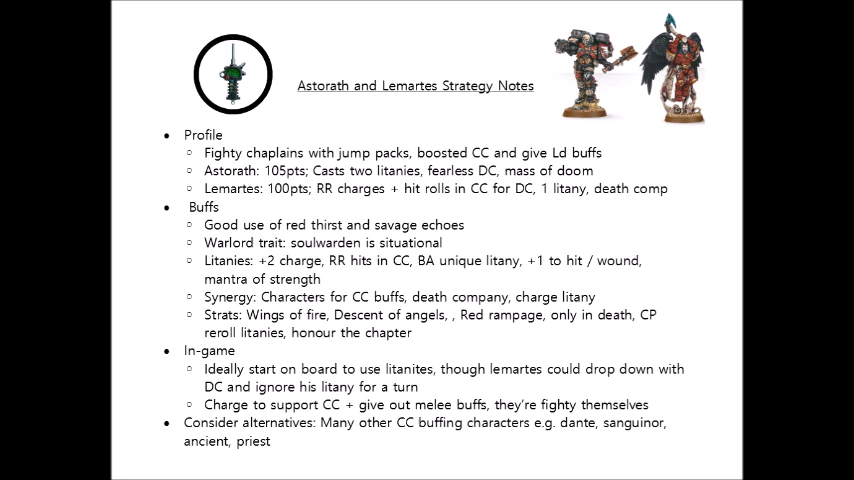 Astorath and Lemartes Strategy Notes
• Profile
○ Fighty chaplains with jump packs, boosted CC and give Ld buffs
○ Astorath: 105pts; Casts two litanies, fearless DC, mass of doom
○ Lemartes: 100pts; RR charges + hit rolls in CC for DC, 1 litany, death comp
• Buffs
○ Good use of red thirst and savage echoes
○ Warlord trait: soulwarden is situational
○ Litanies: +2 charge, RR hits in CC, BA unique litany, +1 to hit / wound,
mantra of strength
○ Synergy: Characters for CC buffs, death company, charge litany
○ Strats: Wings of fire, Descent of angels, , Red rampage, only in death, CP
reroll litanies, honour the chapter
• In-game
○ Ideally start on board to use litanites, though lemartes could drop down with
DC and ignore his litany for a turn
○ Charge to support CC + give out melee buffs, they're fighty themselves
• Consider alternatives: Many other CC buffing characters e.g. dante, sanguinor,
ancient, priest